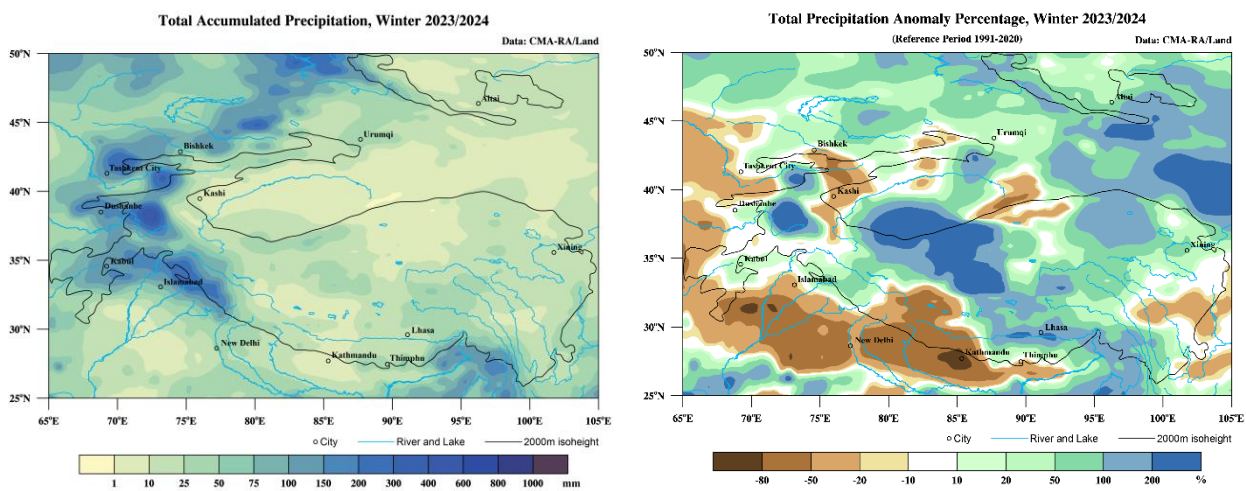 Total Accumulated Precipitation, Winter 2023/2024
Data: CMA-RA/Land
50°N
45°N
40°N
35°N
30°N
25°N
Altai
Urumqi
Bishkek
Tashkent City
Kashi
Dushanbe
Xining
Kabul
Islamabad
Lhasa
New Delhi
Kathmandu
Thimphu
65°E 70°E 75°E 80°E 85°E 90°E 95°E 100°E 105°E
City River and Lake 2000m isoheight
1 10 25 50 75 100 150 200 300 400 600 800 1000 mm
Total Precipitation Anomaly Percentage, Winter 2023/2024
(Reference Period 1991-2020)
Data: CMA-RA/Land
50°N
45°N
40°N
35°N
30°N
25°N
Altai
Urumqi
Bishkek
Tashkent City
Kashi
Dushanbe
Xining
Kabul
Islamabad
Lhasa
New Delhi
Kathmandu
Thimphu
65°E 70°E 75°E 80°E 85°E 90°E 95°E 100°E 105°E
City River and Lake 2000m isoheight
-80 -50 -20 -10 10 20 50 100 200 %